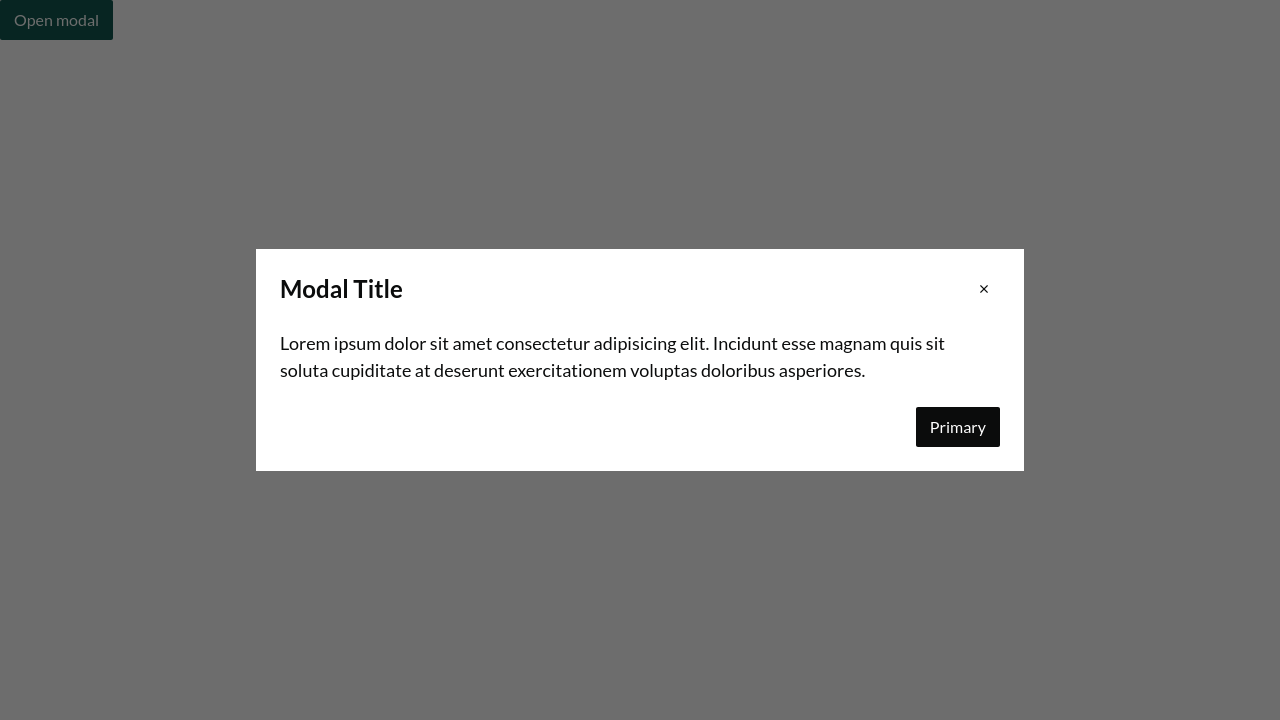 Open modal
Modal Title
×
Lorem ipsum dolor sit amet consectetur adipisicing elit. Incidunt esse magnam quis sit
soluta cupiditate at deserunt exercitationem voluptas doloribus asperiores.
Primary